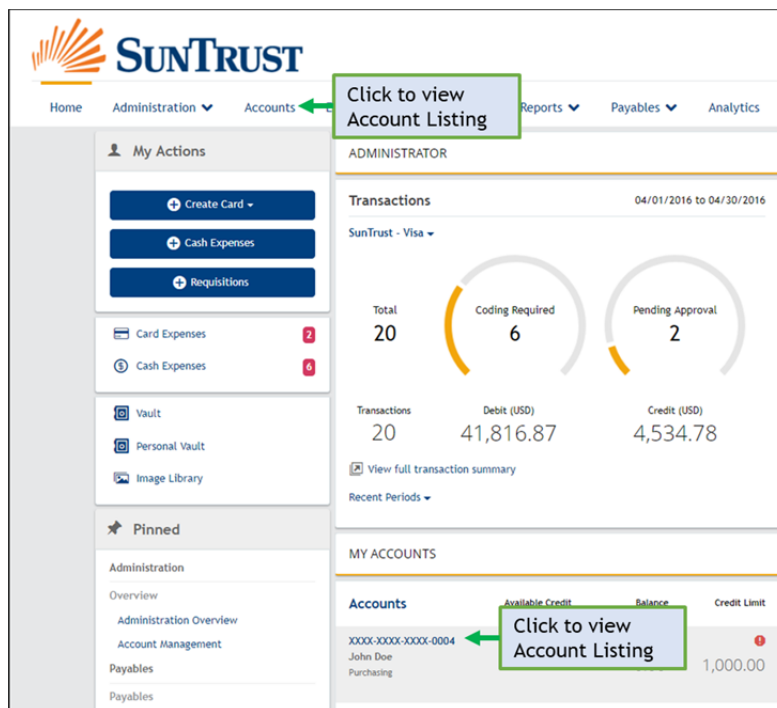 SUNTRUST
Home Administration Accounts Reports Payables Analytics
Click to view
Account Listing
My Actions
Create Card
Cash Expenses
Requisitions
Card Expenses 2
Cash Expenses 6
Vault
Personal Vault
Image Library
Pinned
Administration
Overview
Administration Overview
Account Management
Payables
Payables
ADMINISTRATOR
Transactions 04/01/2016 to 04/30/2016
SunTrust - Visa
Total Coding Required Pending Approval
20 6 2
Transactions Debit (USD) Credit (USD)
20 41,816.87 4,534.78
View full transaction summary
Recent Periods
MY ACCOUNTS
Accounts Available Credit Balance Credit Limit
XXXX-XXXX-XXXX-0004
John Doe 1,000.00
Purchasing
Click to view
Account Listing